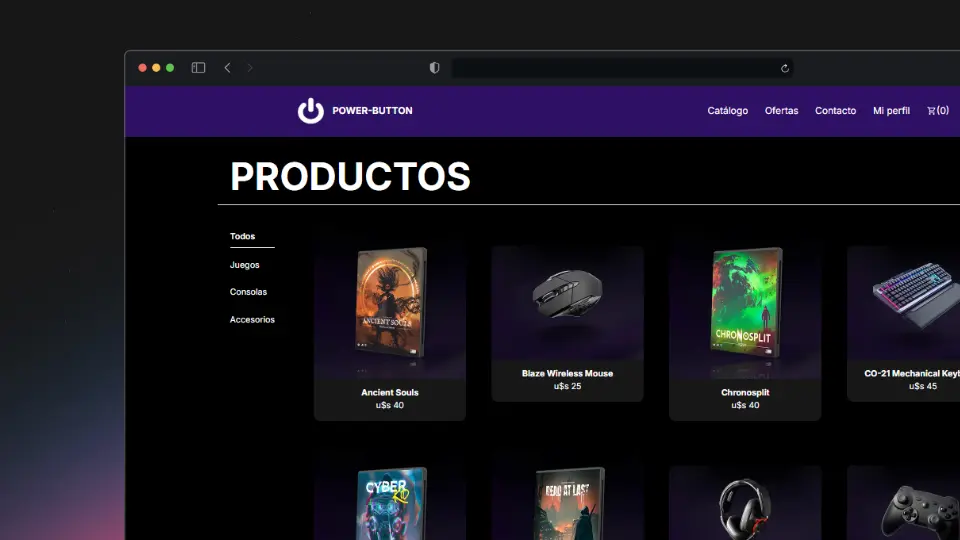 POWER-BUTTON
Catálogo
Ofertas
Contacto
Mi perfil
(0)
PRODUCTOS
Todos
Juegos
Consolas
Accesorios
ANCIENT SOULS
Ancient Souls
u$s 40
Blaze Wireless Mouse
u$s 25
CHRONOSPLIT
Chronosplit
u$s 40
CO-21 Mechanical Keyb
u$s 45
CYBER
DEAD AT LAST